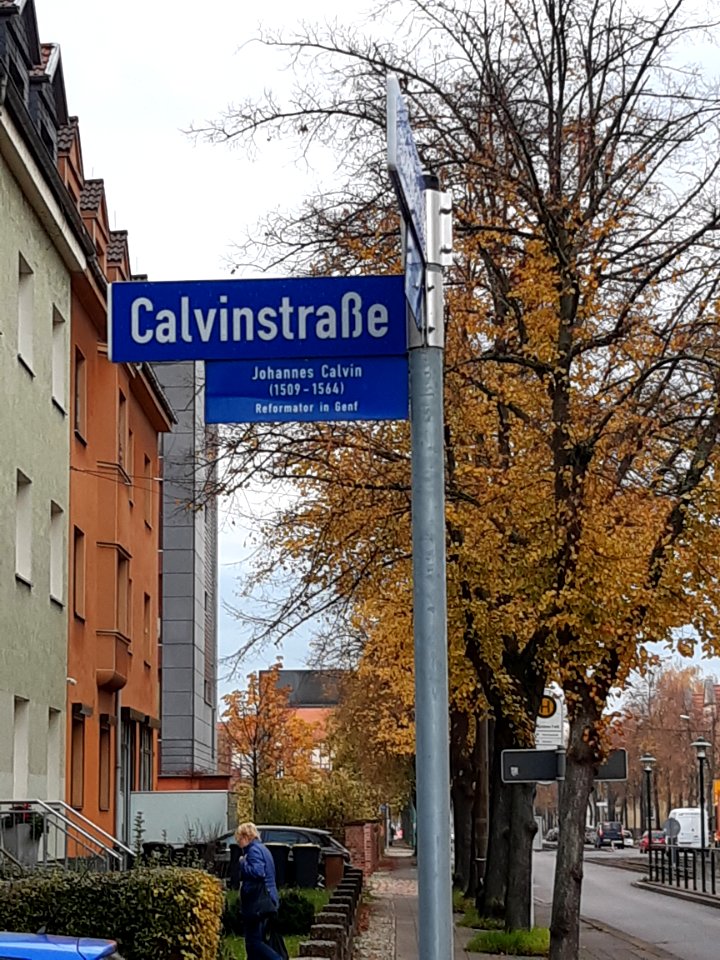 Calvinstraße
Johannes Calvin
(1509-1564)
Reformator in Genf
H